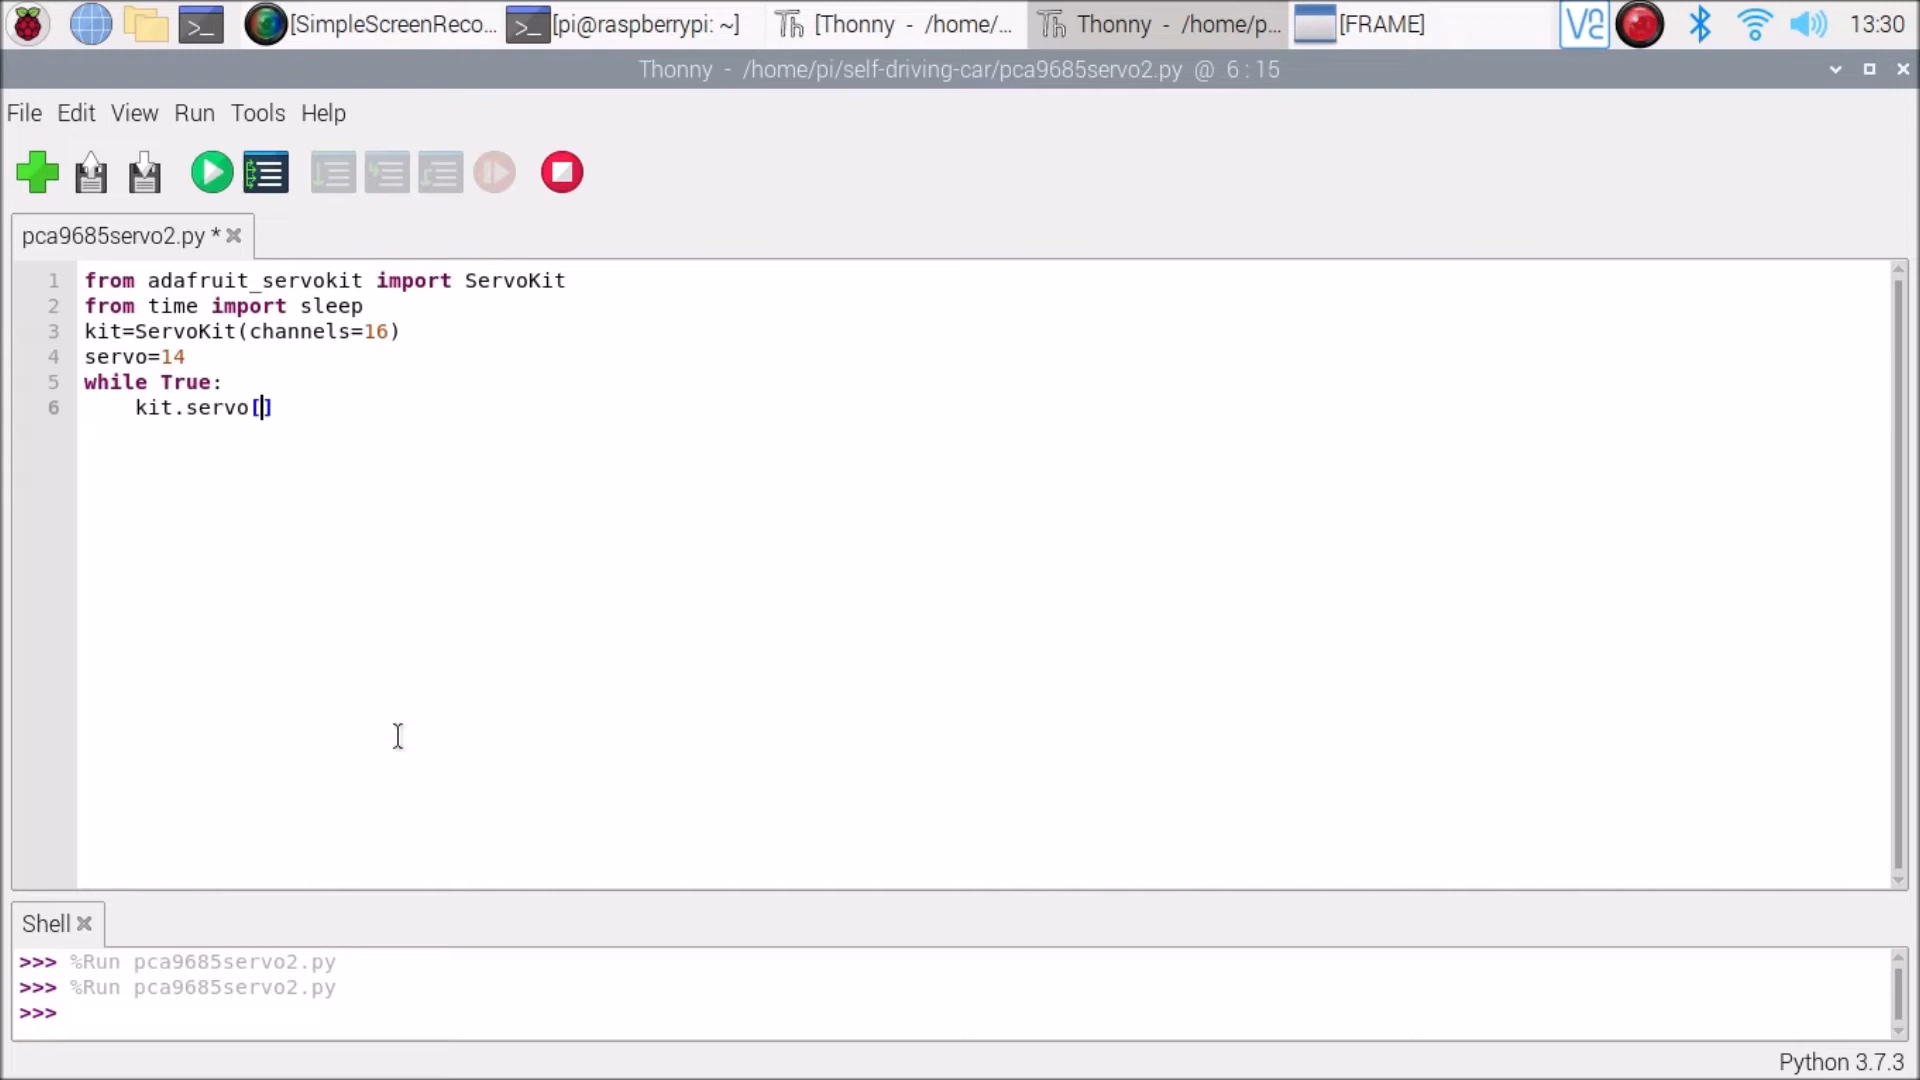 [SimpleScreenReco... [pi@raspberrypi: ~] [Thonny - /home/... Thonny - /home/p... [FRAME] 13:30
Thonny - /home/pi/self-driving-car/pca9685servo2.py @ 6:15
File Edit View Run Tools Help
pca9685servo2.py *
1 from adafruit_servokit import ServoKit
2 from time import sleep
3 kit=ServoKit(channels=16)
4 servo=14
5 while True:
6     kit.servo[]
Shell
>>> %Run pca9685servo2.py
>>> %Run pca9685servo2.py
>>>
Python 3.7.3